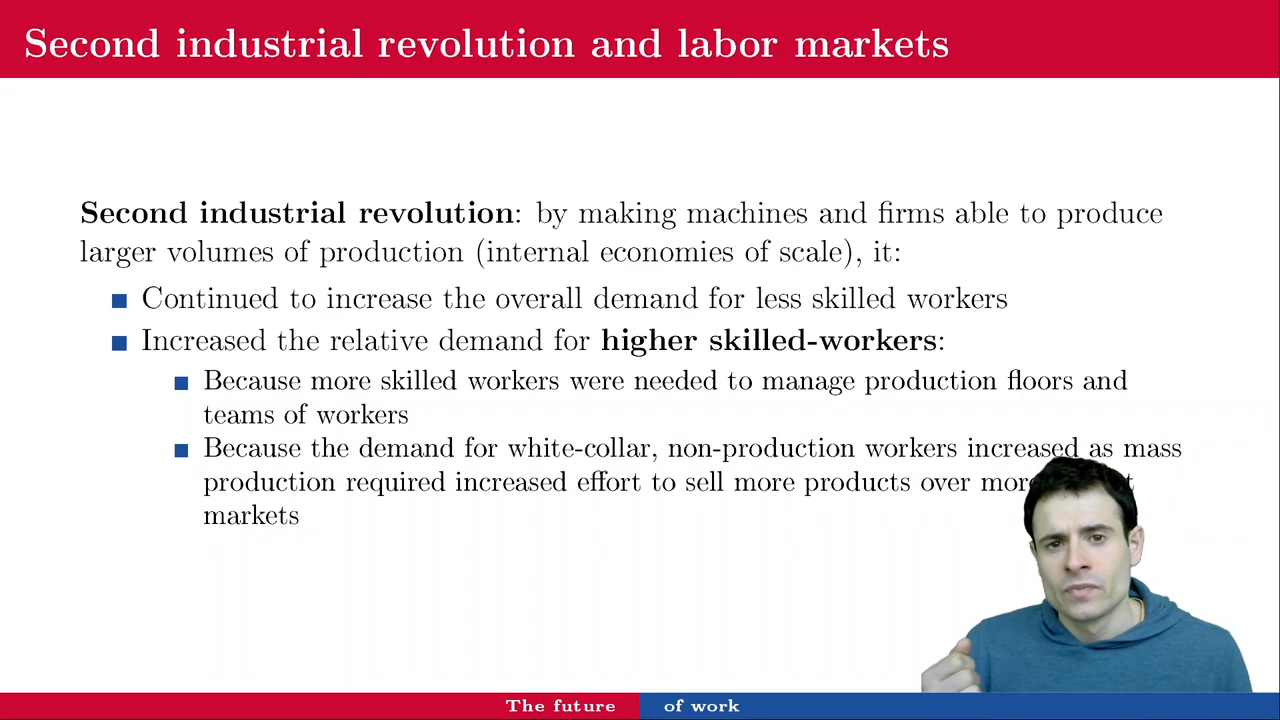 Second industrial revolution and labor markets
Second industrial revolution: by making machines and firms able to produce
larger volumes of production (internal economies of scale), it:
Continued to increase the overall demand for less skilled workers
Increased the relative demand for higher skilled-workers:
Because more skilled workers were needed to manage production floors and
teams of workers
Because the demand for white-collar, non-production workers increased as mass
production required increased effort to sell more products over more
markets
The future of work